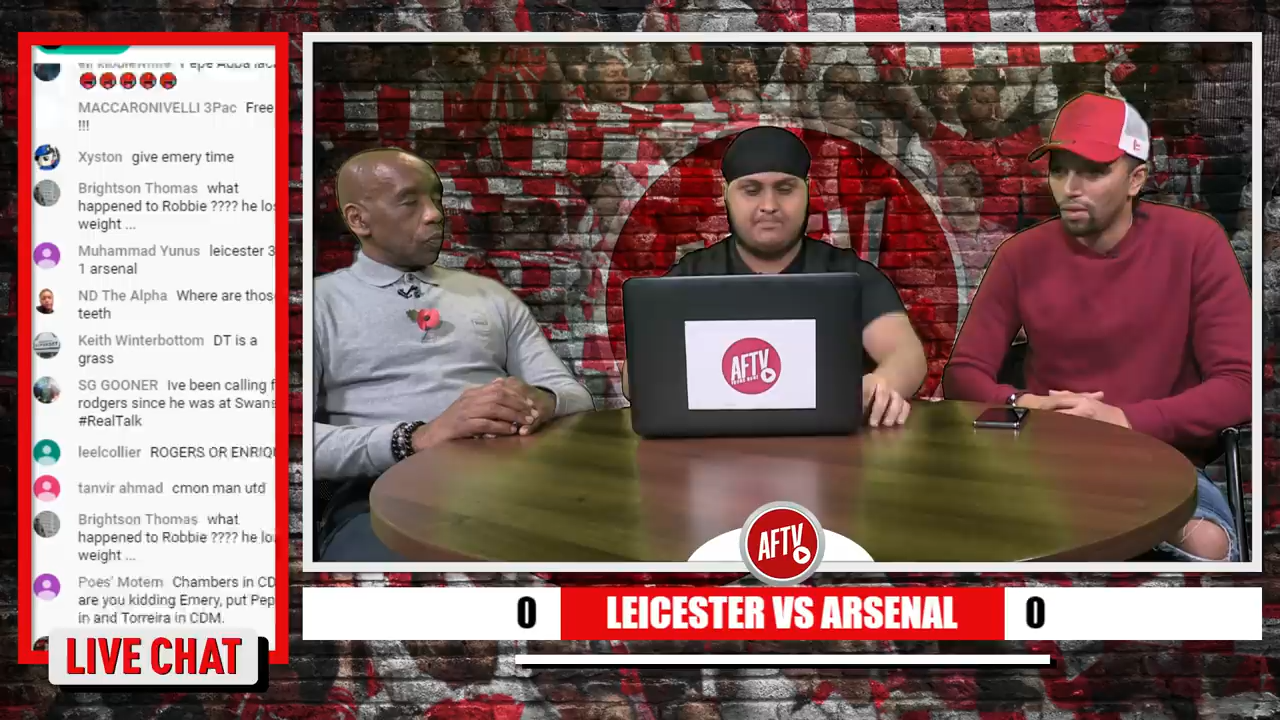 MACCARONIVELLI 3Pac Free
!!!
Xyston give emery time
Brightson Thomas what
happened to Robbie ???? he los
weight ...
Muhammad Yunus leicester 3
1 arsenal
ND The Alpha Where are thos
teeth
Keith Winterbottom DT is a
grass
SG GOONER Ive been calling f
rodgers since he was at Swans
#RealTalk
leelcollier ROGERS OR ENRIQU
tanvir ahmad cmon man utd
Brightson Thomas what
happened to Robbie ???? he lo
weight ...
Poes' Motem Chambers in CD
are you kidding Emery, put Pep
in and Torreira in CDM.
LIVE CHAT
AFTV
AFTV
0 LEICESTER VS ARSENAL 0